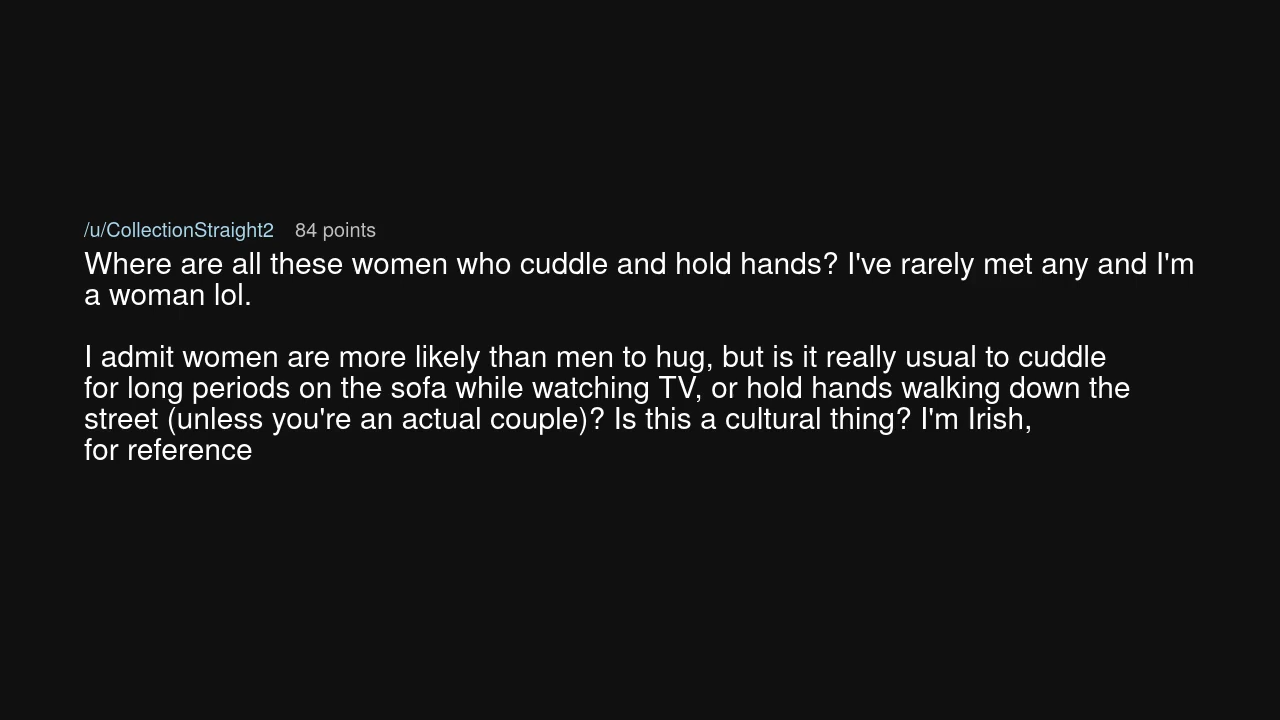 /u/CollectionStraight2 84 points
Where are all these women who cuddle and hold hands? I've rarely met any and I'm
a woman lol.
I admit women are more likely than men to hug, but is it really usual to cuddle
for long periods on the sofa while watching TV, or hold hands walking down the
street (unless you're an actual couple)? Is this a cultural thing? I'm Irish,
for reference